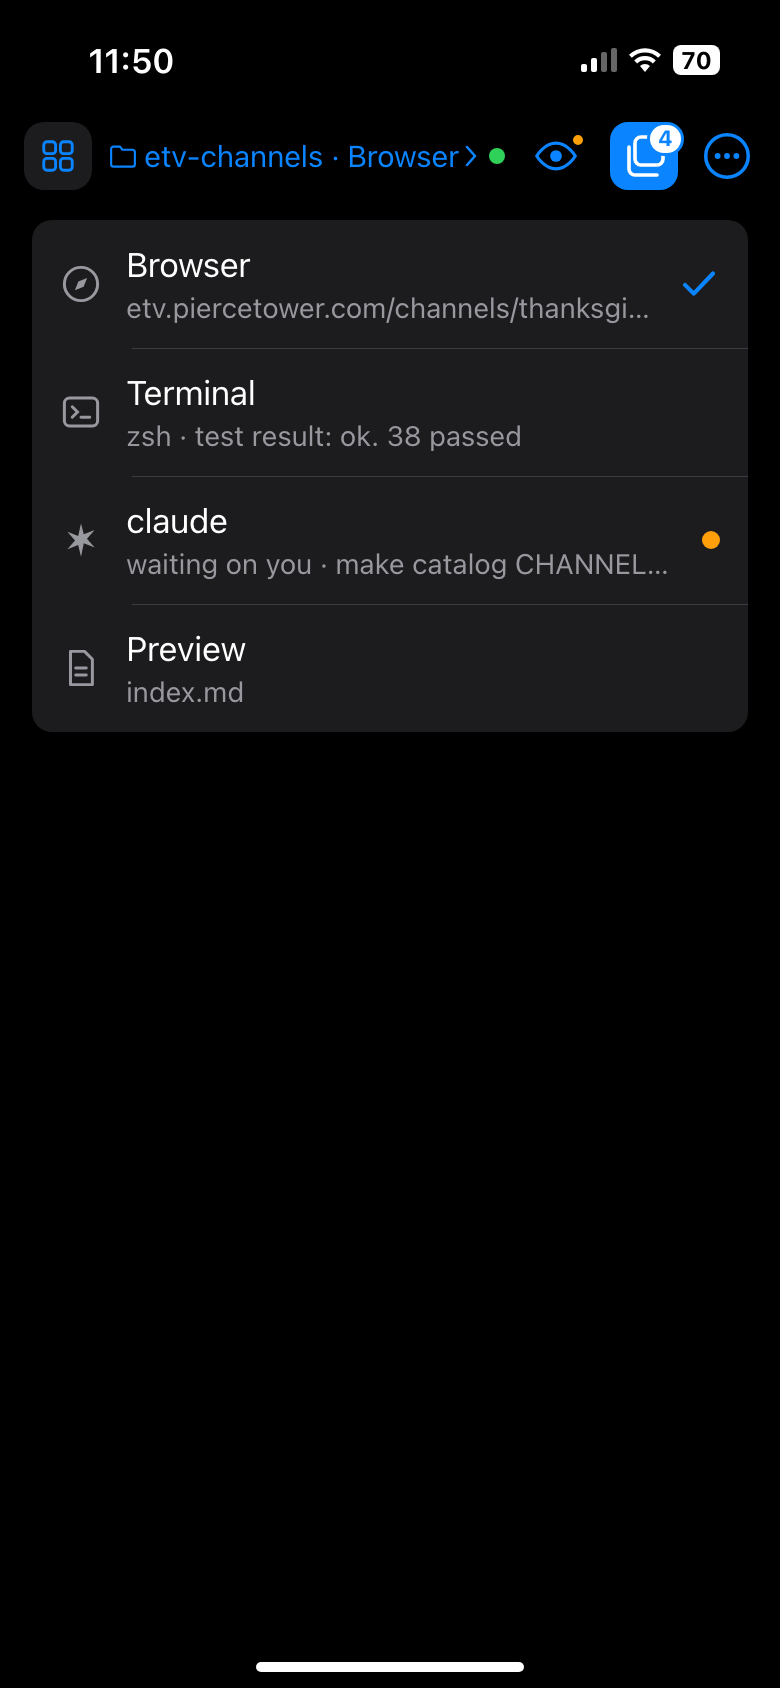 11:50
70
etv-channels · Browser
4
Browser
etv.piercetower.com/channels/thanksgi...
Terminal
zsh · test result: ok. 38 passed
claude
waiting on you · make catalog CHANNEL...
Preview
index.md